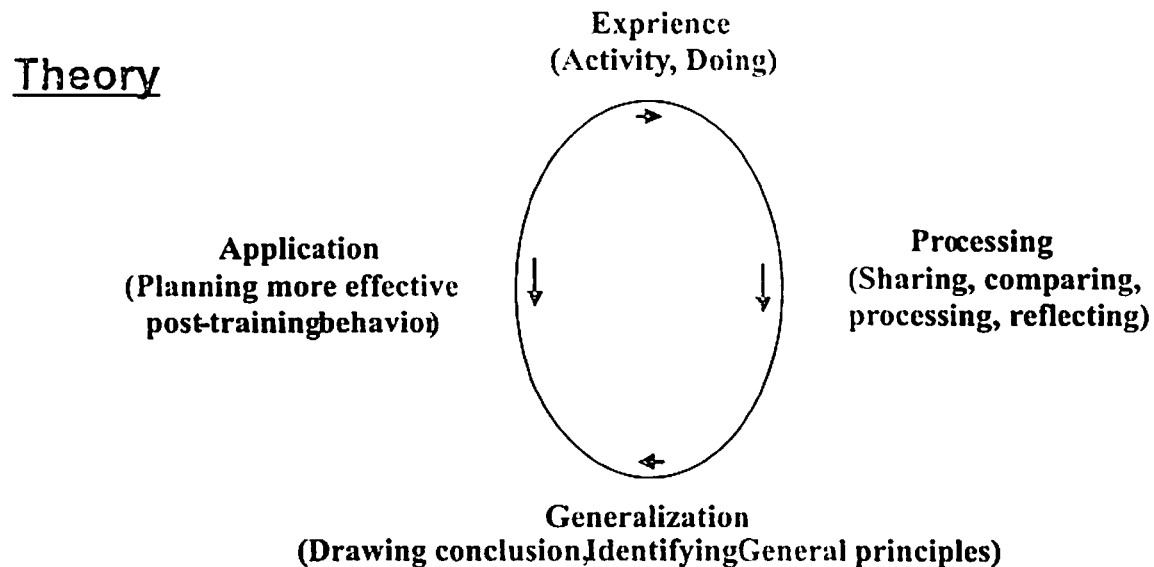 Theory
Exprience
(Activity, Doing)
Application
(Planning more effective
post-trainingbehavior)
Processing
(Sharing, comparing,
processing, reflecting)
Generalization
(Drawing conclusion,IdentifyingGeneral principles)